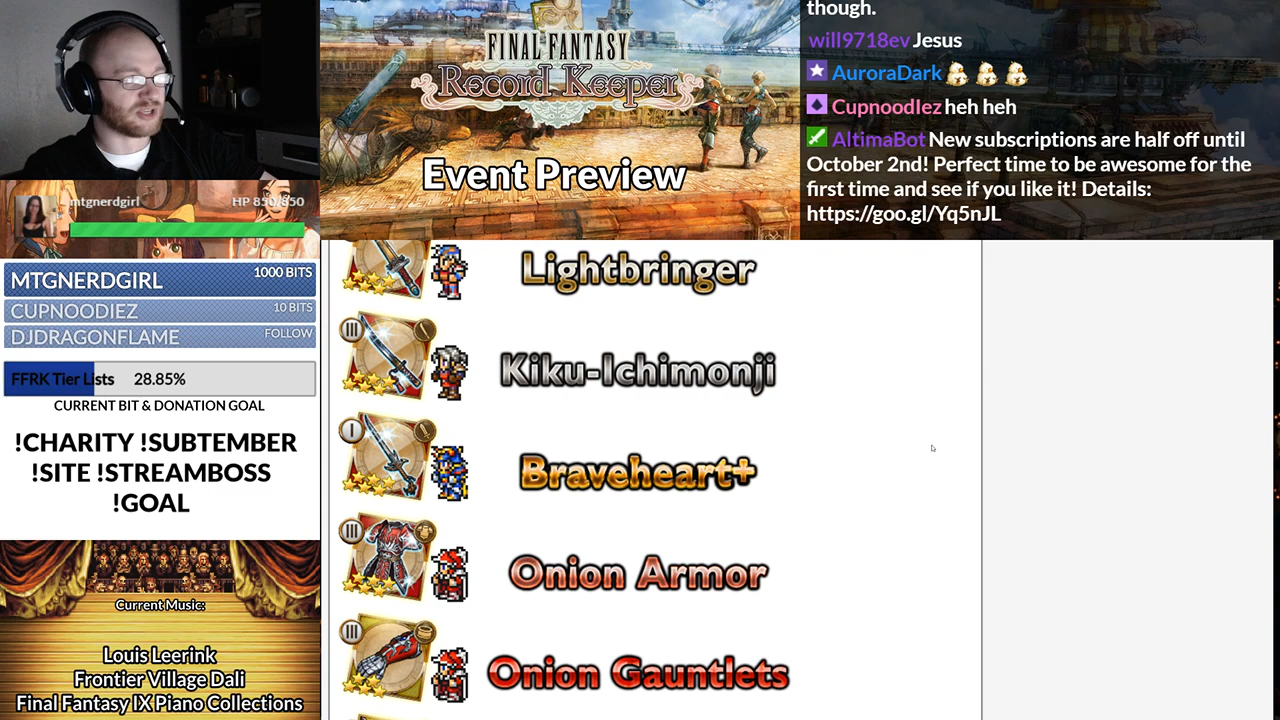 though.
will9718ev Jesus
AuroraDark
CupnoodIez heh heh
AltimaBot New subscriptions are half off until
October 2nd! Perfect time to be awesome for the
first time and see if you like it! Details:
https://goo.gl/Yq5nJL
FINAL FANTASY
Record Keeper
Event Preview
mtgnerdgirl HP 850/850
MTGNERDGIRL 1000 BITS
CUPNOODIEZ 10 BITS
DJDRAGONFLAME FOLLOW
FFRK Tier Lists 28.85%
CURRENT BIT & DONATION GOAL
!CHARITY !SUBTEMBER
!SITE !STREAMBOSS
!GOAL
Current Music:
Louis Leerink
Frontier Village Dali
Final Fantasy IX Piano Collections
Lightbringer
III
Kiku-Ichimonji
I
Braveheart+
III
Onion Armor
III
Onion Gauntlets